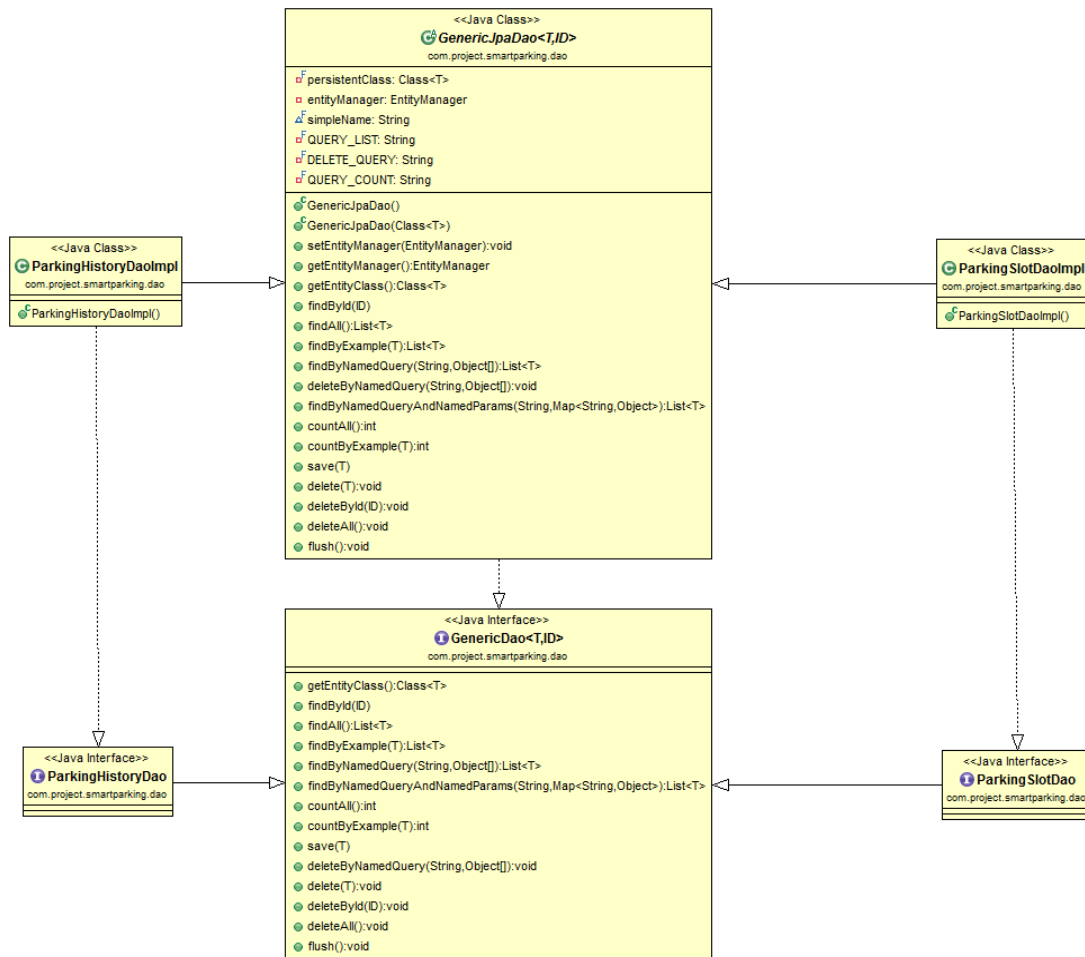 <<Java Class>>
GenericJpaDao<T,ID>
com.project.smartparking.dao
persistentClass: Class<T>
entityManager: EntityManager
simpleName: String
QUERY_LIST: String
DELETE_QUERY: String
QUERY_COUNT: String
GenericJpaDao()
GenericJpaDao(Class<T>)
setEntityManager(EntityManager):void
getEntityManager():EntityManager
getEntityClass():Class<T>
findById(ID)
findAll():List<T>
findByExample(T):List<T>
findByNamedQuery(String,Object[]):List<T>
deleteByNamedQuery(String,Object[]):void
findByNamedQueryAndNamedParams(String,Map<String,Object>):List<T>
countAll():int
countByExample(T):int
save(T)
delete(T):void
deleteById(ID):void
deleteAll():void
flush():void
<<Java Class>>
ParkingHistoryDaoImpl
com.project.smartparking.dao
ParkingHistoryDaoImpl()
<<Java Class>>
ParkingSlotDaoImpl
com.project.smartparking.dao
ParkingSlotDaoImpl()
<<Java Interface>>
GenericDao<T,ID>
com.project.smartparking.dao
getEntityClass():Class<T>
findById(ID)
findAll():List<T>
findByExample(T):List<T>
findByNamedQuery(String,Object[]):List<T>
findByNamedQueryAndNamedParams(String,Map<String,Object>):List<T>
countAll():int
countByExample(T):int
save(T)
deleteByNamedQuery(String,Object[]):void
delete(T):void
deleteById(ID):void
deleteAll():void
flush():void
<<Java Interface>>
ParkingHistoryDao
com.project.smartparking.dao
<<Java Interface>>
ParkingSlotDao
com.project.smartparking.dao